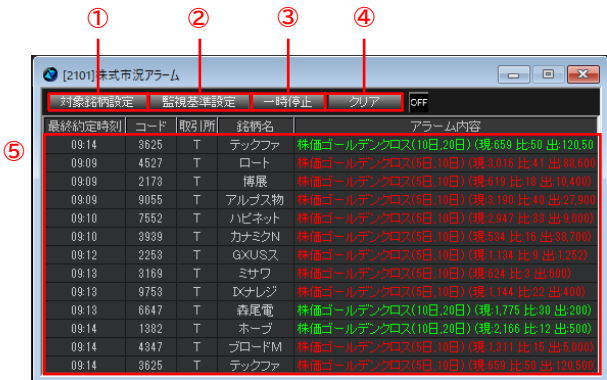 ① ② ③ ④
[2101]株式市況アラーム
対象銘柄設定 監視基準設定 一時停止 クリア OFF
最終約定時刻 コード 取引所 銘柄名 アラーム内容
⑤
09:14 3625 T テックファ 株価ゴールデンクロス(10日,20日) (現:659 比:50 出:120,50
09:09 4527 T ロート 株価ゴールデンクロス(5日,10日) (現:3,016 比:41 出:88,600
09:09 2173 T 博展 株価ゴールデンクロス(5日,10日) (現:619 比:18 出:10,400)
09:09 9055 T アルプス物 株価ゴールデンクロス(5日,10日) (現:3,190 比:40 出:27,900
09:10 7552 T ハピネット 株価ゴールデンクロス(5日,10日) (現:2,947 比:33 出:9,000)
09:10 3939 T カナミクN 株価ゴールデンクロス(5日,10日) (現:534 比:16 出:38,700)
09:12 2253 T GXUSス 株価ゴールデンクロス(5日,10日) (現:1,134 比:9 出:1,252)
09:13 3169 T ミサワ 株価ゴールデンクロス(5日,10日) (現:624 比:3 出:600)
09:13 9753 T IXナレジ 株価ゴールデンクロス(5日,10日) (現:1,144 比:22 出:400)
09:13 6647 T 森尾電 株価ゴールデンクロス(10日,20日) (現:1,775 比:30 出:200)
09:14 1382 T ホーブ 株価ゴールデンクロス(10日,20日) (現:2,166 比:12 出:500)
09:14 4347 T ブロードM 株価ゴールデンクロス(5日,10日) (現:1,311 比:15 出:5,000)
09:14 3625 T テックファ 株価ゴールデンクロス(5日,10日) (現:659 比:50 出:120,500